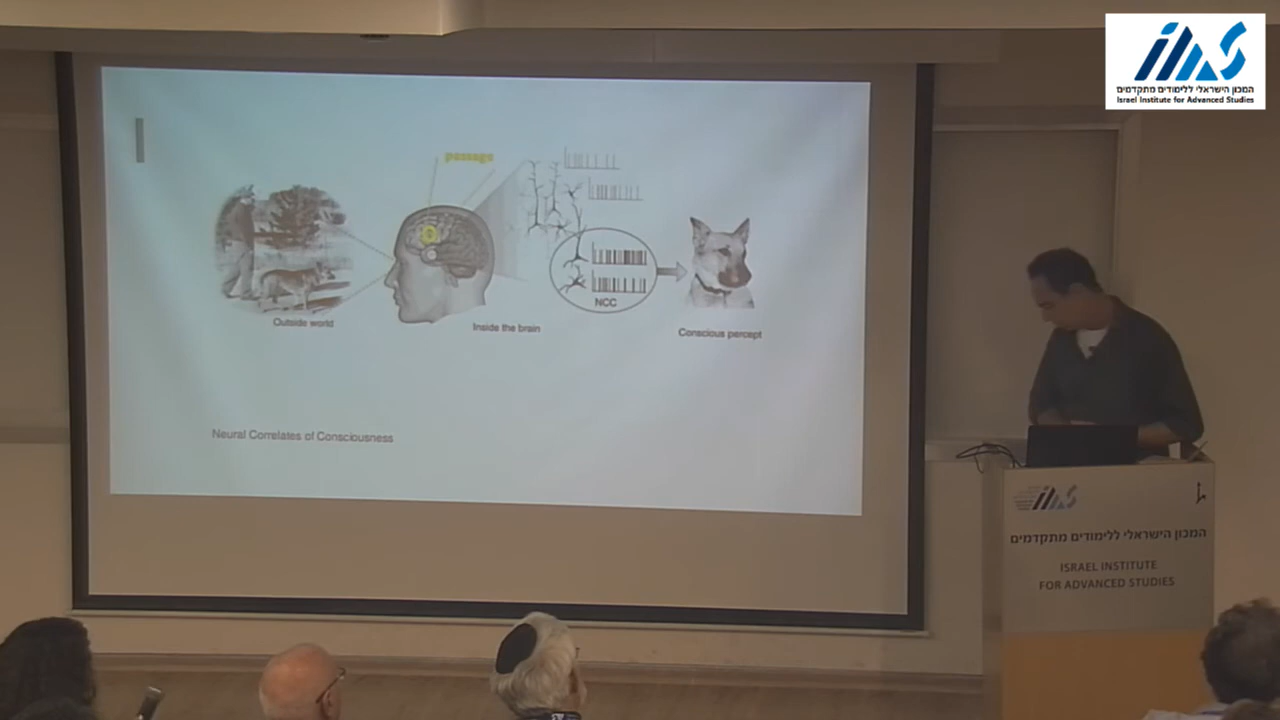 passage
Outside world
Inside the brain
NCC
Conscious percept
Neural Correlates of Consciousness
המכון הישראלי ללימודים מתקדמים
Israel Institute for Advanced Studies
המכון הישראלי ללימודים מתקדמים
ISRAEL INSTITUTE
FOR ADVANCED STUDIES